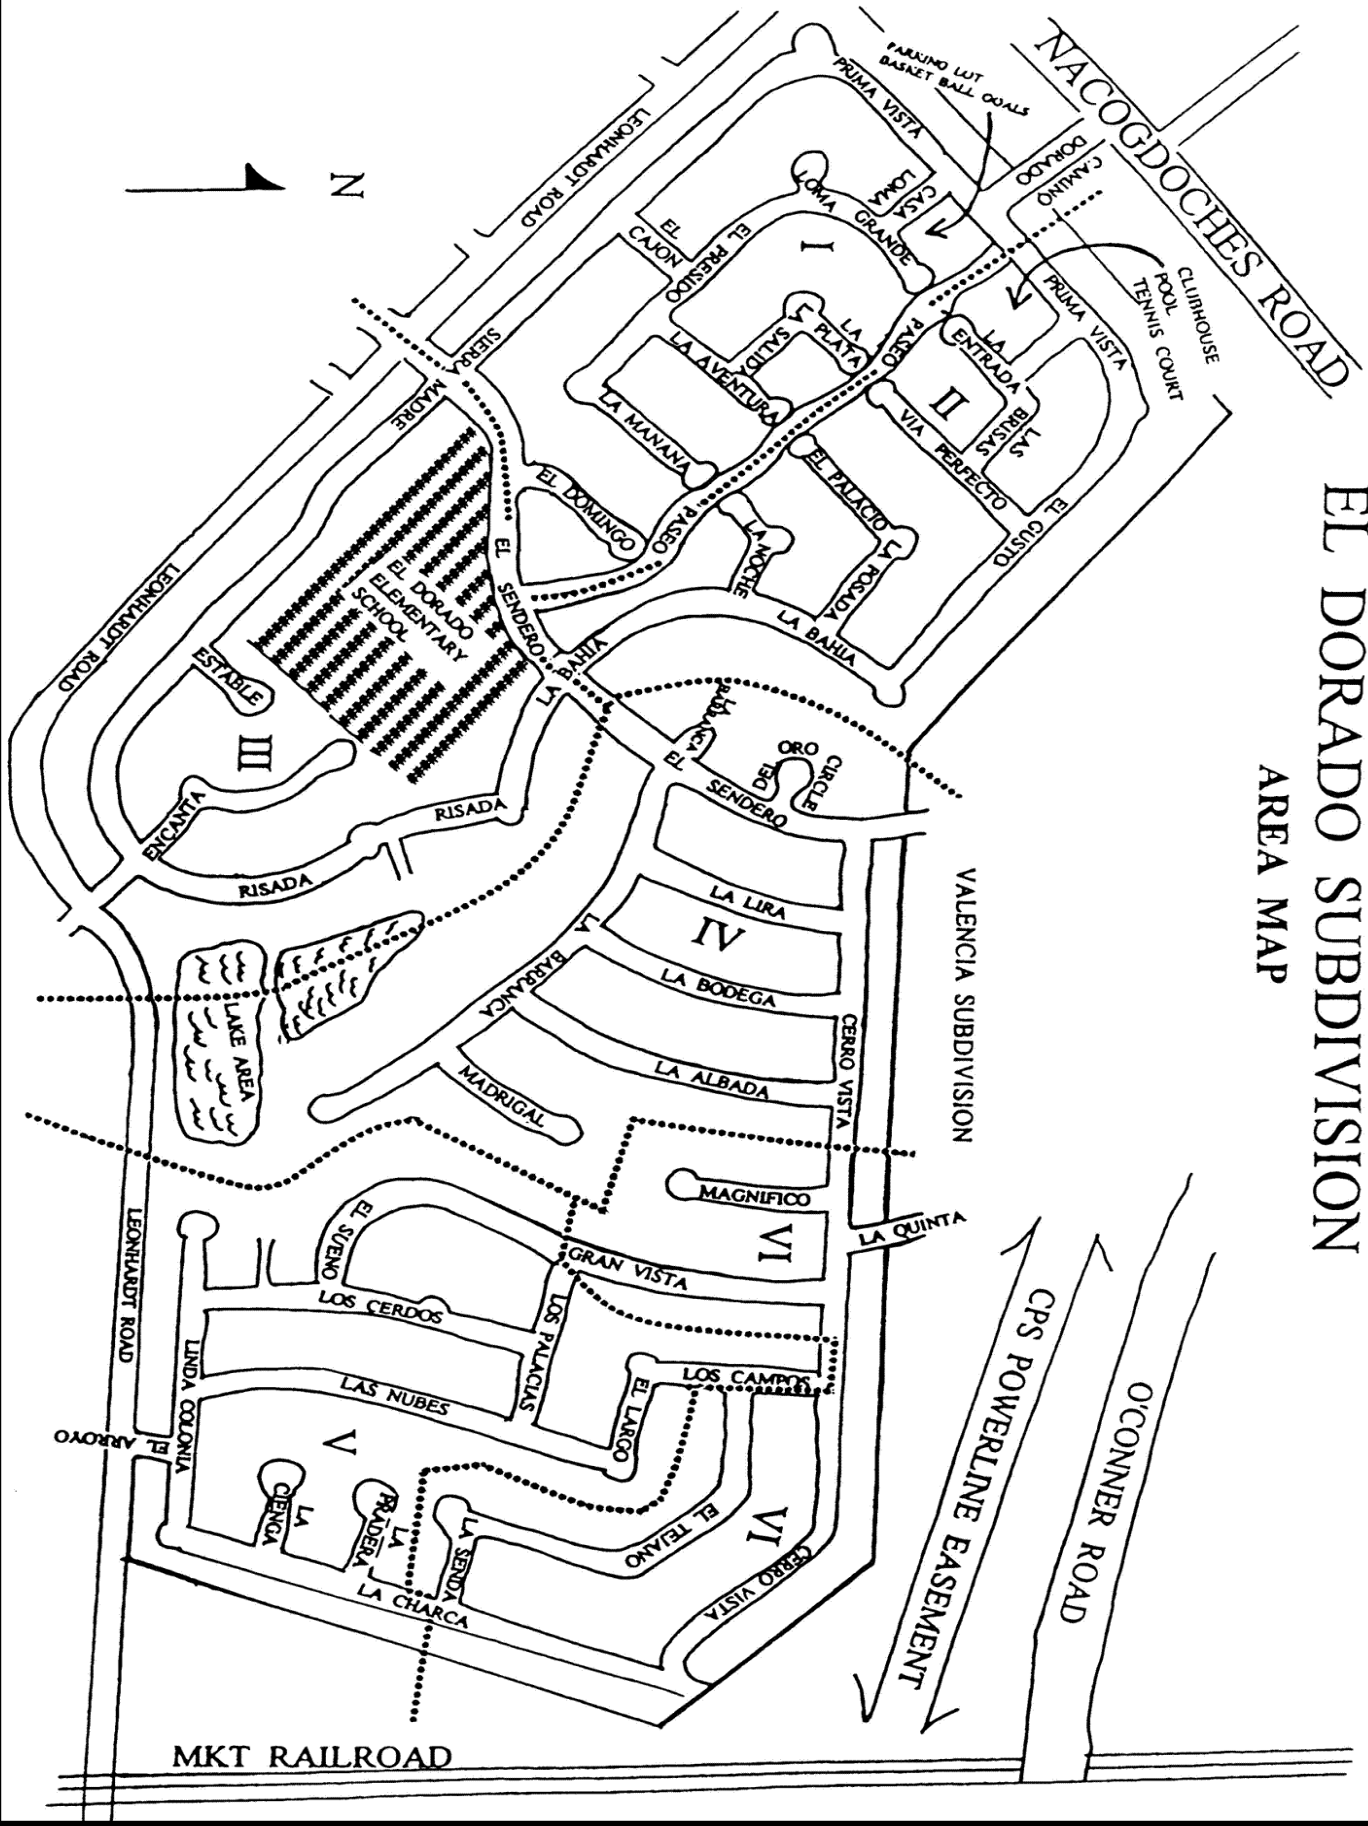 EL DORADO SUBDIVISION
AREA MAP
NACOGDOCHES ROAD
PARKING LOT
BASKET BALL GOALS
CLUBHOUSE
POOL
TENNIS COURT
CAMINO
DORADO
PRIMA VISTA
PRIMA VISTA
CASA
LOMA
LOMA GRANDE
LEONHARDT ROAD
N
EL
CAJON
EL PRESIDO
I
LA
PLATA
LA
SALIDA
LA AVENTURA
LA MANANA
PASEO
LA
ENTRADA
II
LAS
BRISAS
VIA PERFECTO
EL GUSTO
EL PALACIO
LA POSADA
LA NOCHE
LA BAHIA
PASEO
EL DOMINGO
SIERRA
MADRE
EL SENDERO
EL DORADO
ELEMENTARY
SCHOOL
LA BAHIA
LEONHARDT ROAD
ESTABLE
III
ENCANTA
RISADA
RISADA
LA
BARRANCA
DEL
ORO
CIRCLE
EL SENDERO
LA LIRA
IV
LA BODEGA
LA BARRANCA
LA ALBADA
CERRO VISTA
VALENCIA SUBDIVISION
MADRIGAL
LAKE AREA
MAGNIFICO
VI
LA QUINTA
EL SUENO
GRAN VISTA
LOS CERDOS
LOS PALACIAS
LOS CAMPOS
LEONHARDT ROAD
LINDA COLONIA
LAS NUBES
EL LARGO
EL ARROYO
V
LA
CIENGA
LA
PRADERA
LA SENDA
EL TEJANO
VI
CERRO VISTA
LA CHARCA
CPS POWERLINE EASEMENT
O'CONNER ROAD
MKT RAILROAD